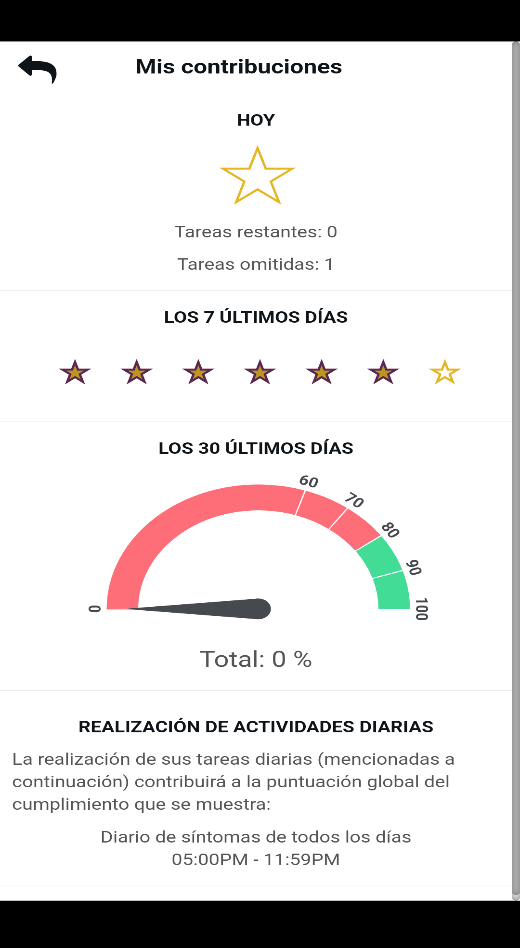 Mis contribuciones
HOY
Tareas restantes: 0
Tareas omitidas: 1
LOS 7 ÚLTIMOS DÍAS
LOS 30 ÚLTIMOS DÍAS
0
60
70
80
90
100
Total: 0 %
REALIZACIÓN DE ACTIVIDADES DIARIAS
La realización de sus tareas diarias (mencionadas a
continuación) contribuirá a la puntuación global del
cumplimiento que se muestra:
Diario de síntomas de todos los días
05:00PM - 11:59PM